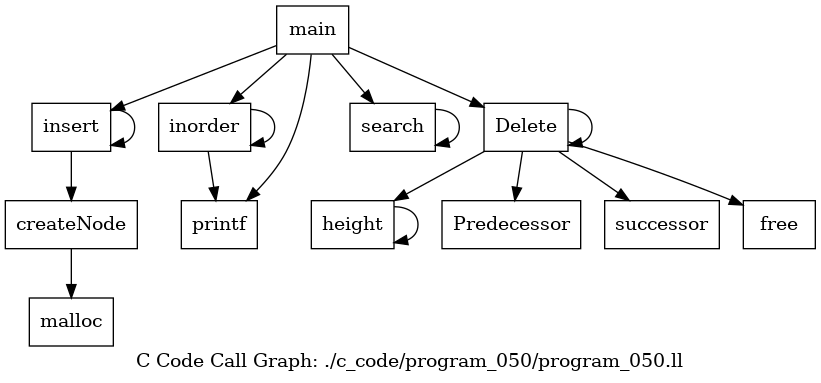 main
insert
inorder
search
Delete
createNode
printf
height
Predecessor
successor
free
malloc
C Code Call Graph: ./c_code/program_050/program_050.ll